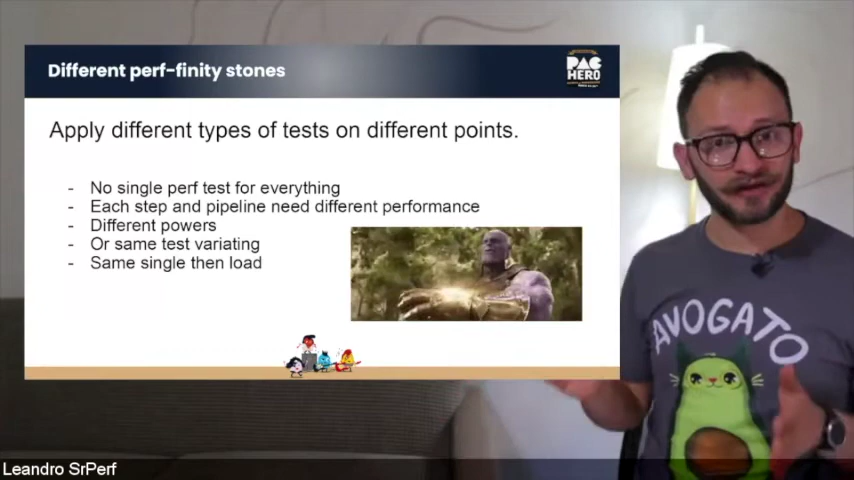 Different perf-finity stones
PAC
HERO
Apply different types of tests on different points.
- No single perf test for everything
- Each step and pipeline need different performance
- Different powers
- Or same test variating
- Same single then load
AVOGATO
Leandro SrPerf